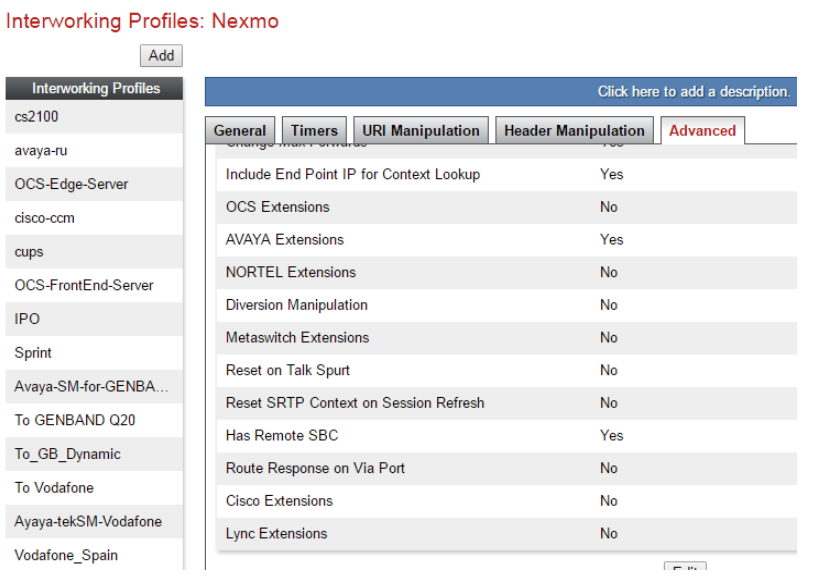 Interworking Profiles: Nexmo
Add
Interworking Profiles
cs2100
avaya-ru
OCS-Edge-Server
cisco-ccm
cups
OCS-FrontEnd-Server
IPO
Sprint
Avaya-SM-for-GENBA...
To GENBAND Q20
To_GB_Dynamic
To Vodafone
Ayaya-tekSM-Vodafone
Vodafone_Spain
Click here to add a description.
General Timers URI Manipulation Header Manipulation Advanced
Change Max Forwards Yes
Include End Point IP for Context Lookup Yes
OCS Extensions No
AVAYA Extensions Yes
NORTEL Extensions No
Diversion Manipulation No
Metaswitch Extensions No
Reset on Talk Spurt No
Reset SRTP Context on Session Refresh No
Has Remote SBC Yes
Route Response on Via Port No
Cisco Extensions No
Lync Extensions No
Edit